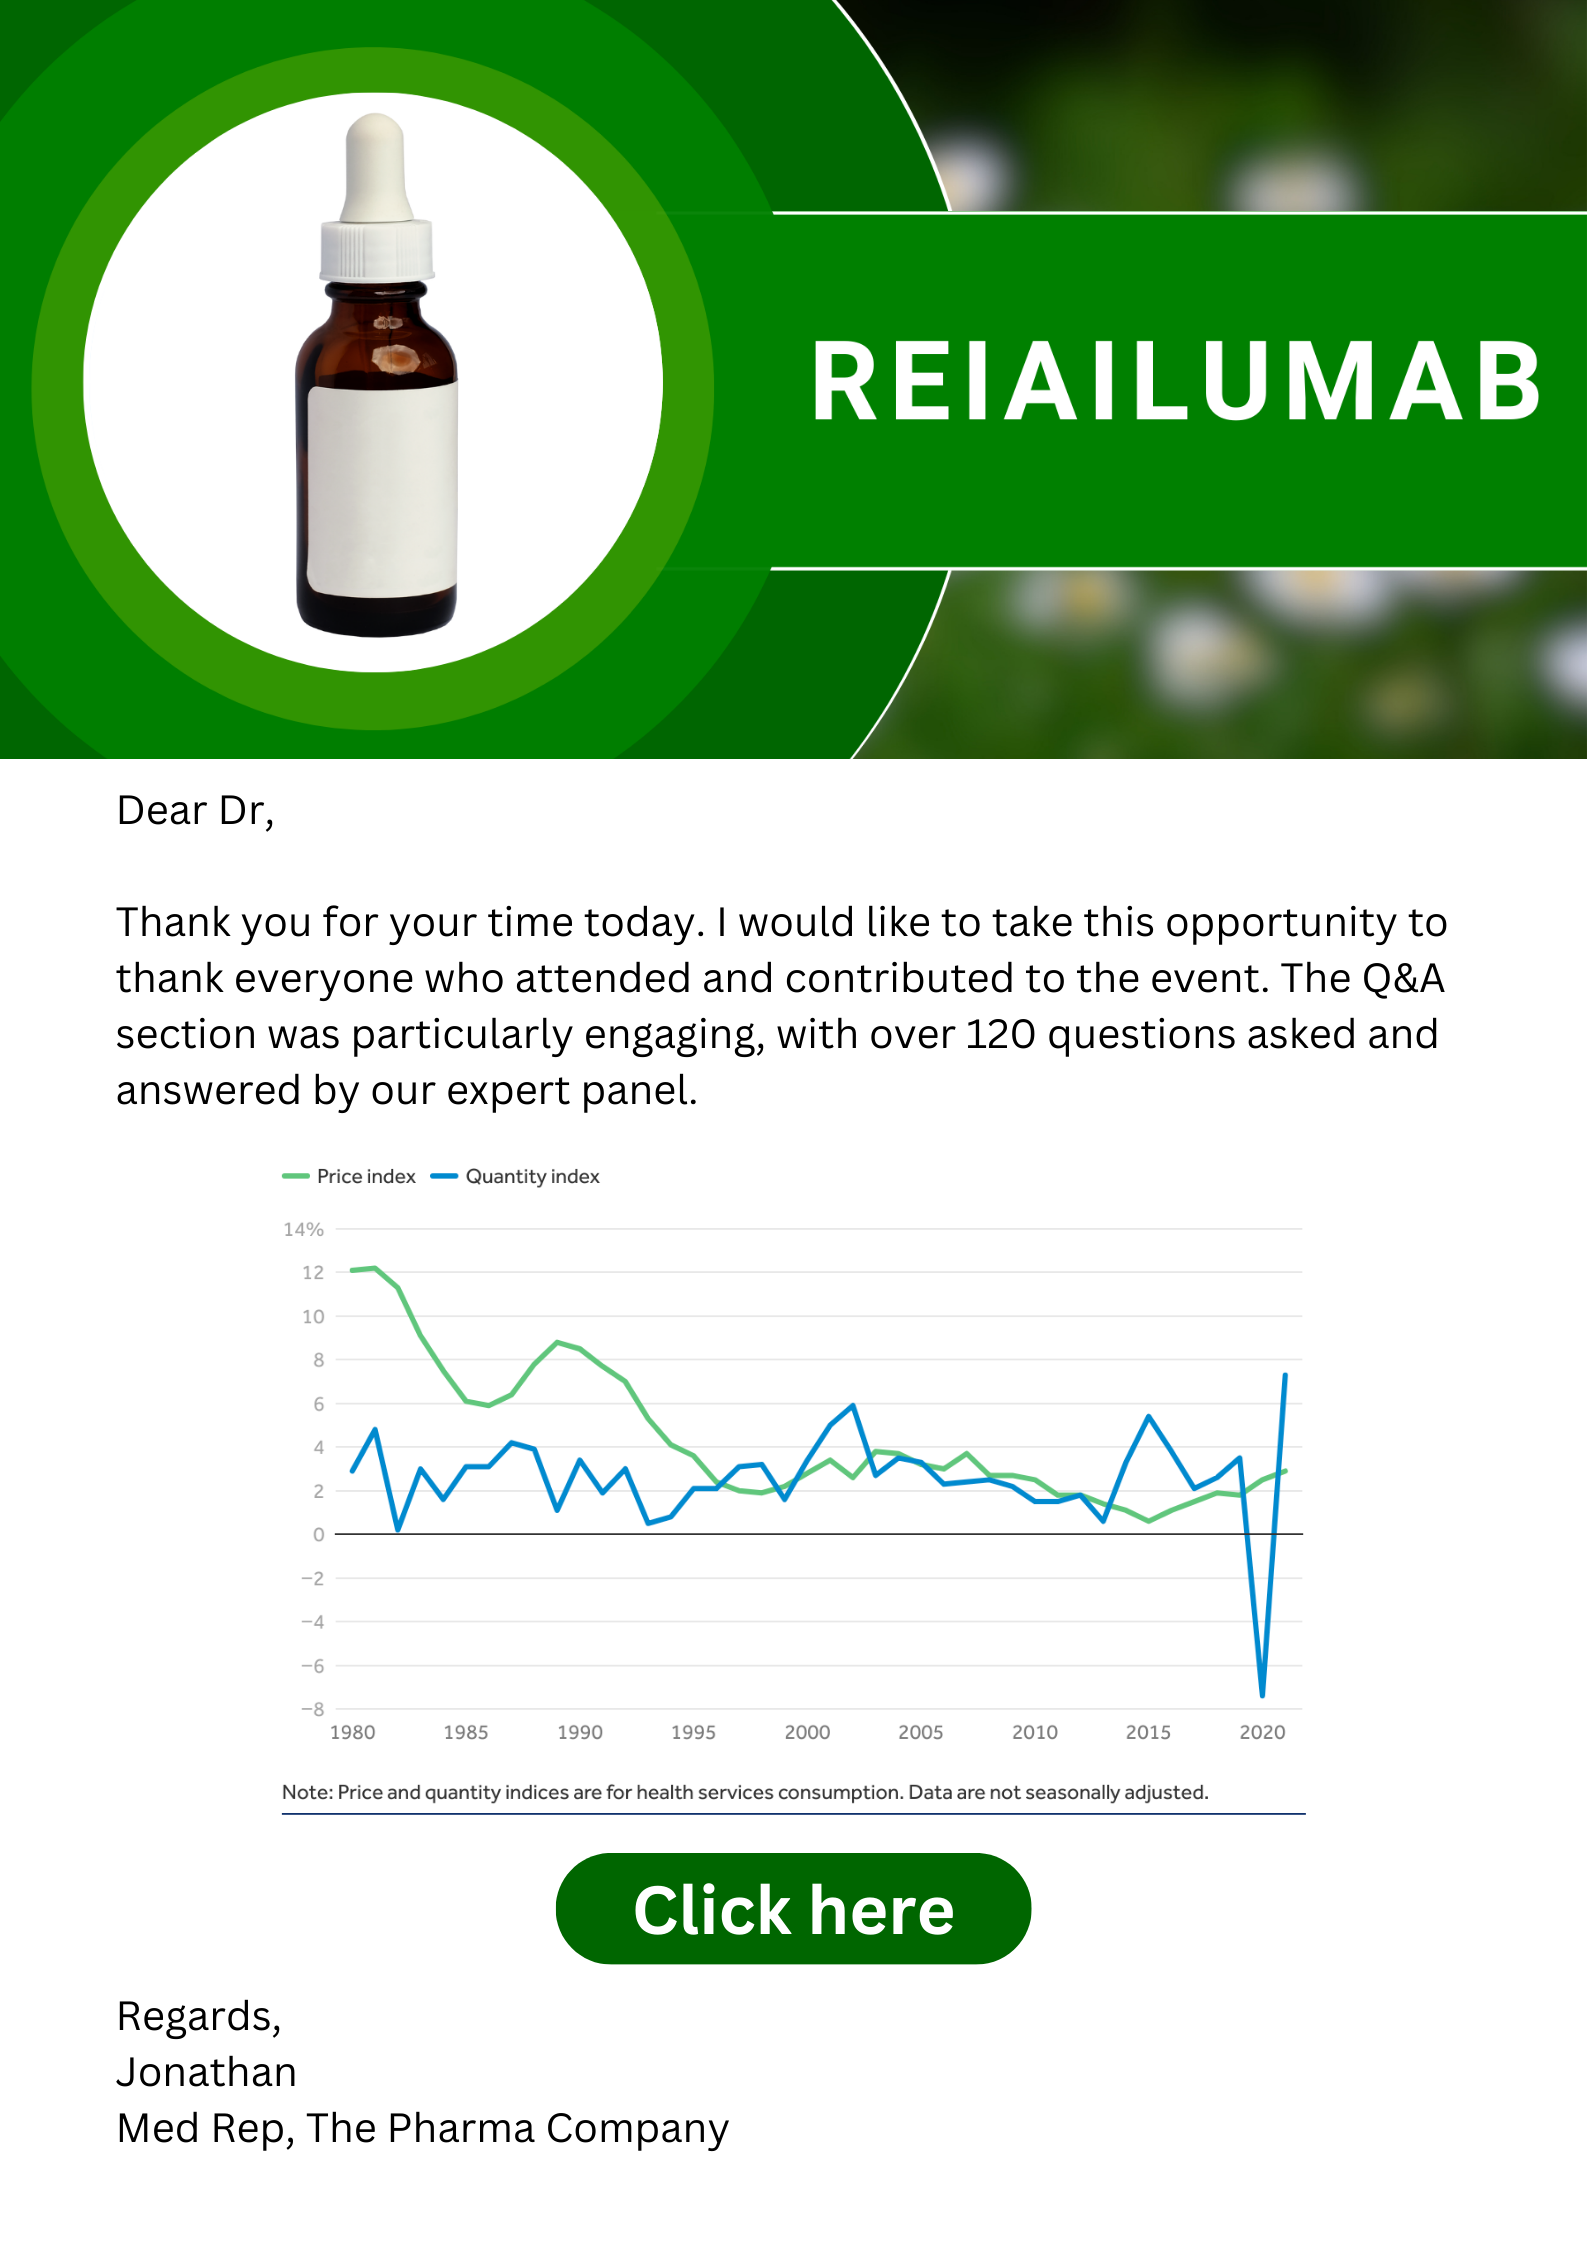 REIAILUMAB
Dear Dr,
Thank you for your time today. I would like to take this opportunity to
thank everyone who attended and contributed to the event. The Q&A
section was particularly engaging, with over 120 questions asked and
answered by our expert panel.
Price index Quantity index
14%
12
10
8
6
4
2
0
−2
−4
−6
−8
1980 1985 1990 1995 2000 2005 2010 2015 2020
Note: Price and quantity indices are for health services consumption. Data are not seasonally adjusted.
Click here
Regards,
Jonathan
Med Rep, The Pharma Company